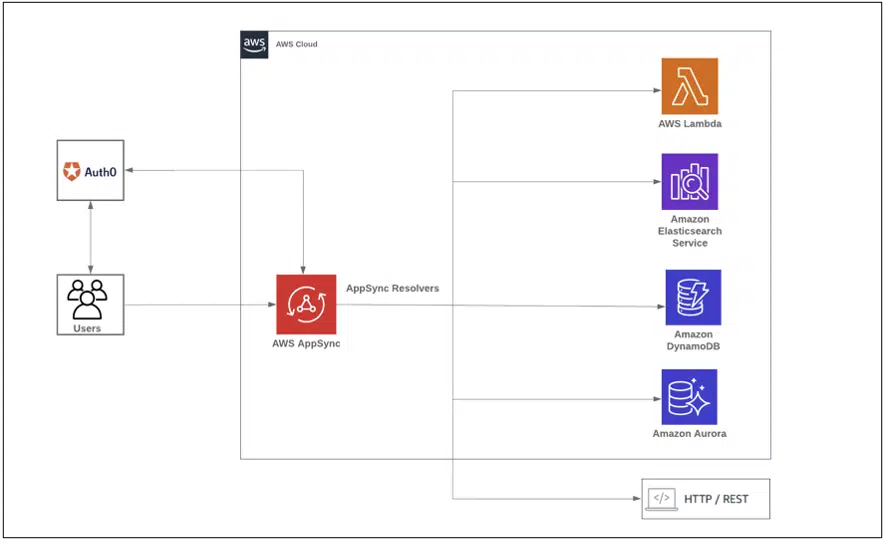 aws
AWS Cloud
AWS Lambda
Auth0
Amazon
Elasticsearch
Service
AppSync Resolvers
Users
AWS AppSync
Amazon
DynamoDB
Amazon Aurora
</> HTTP / REST